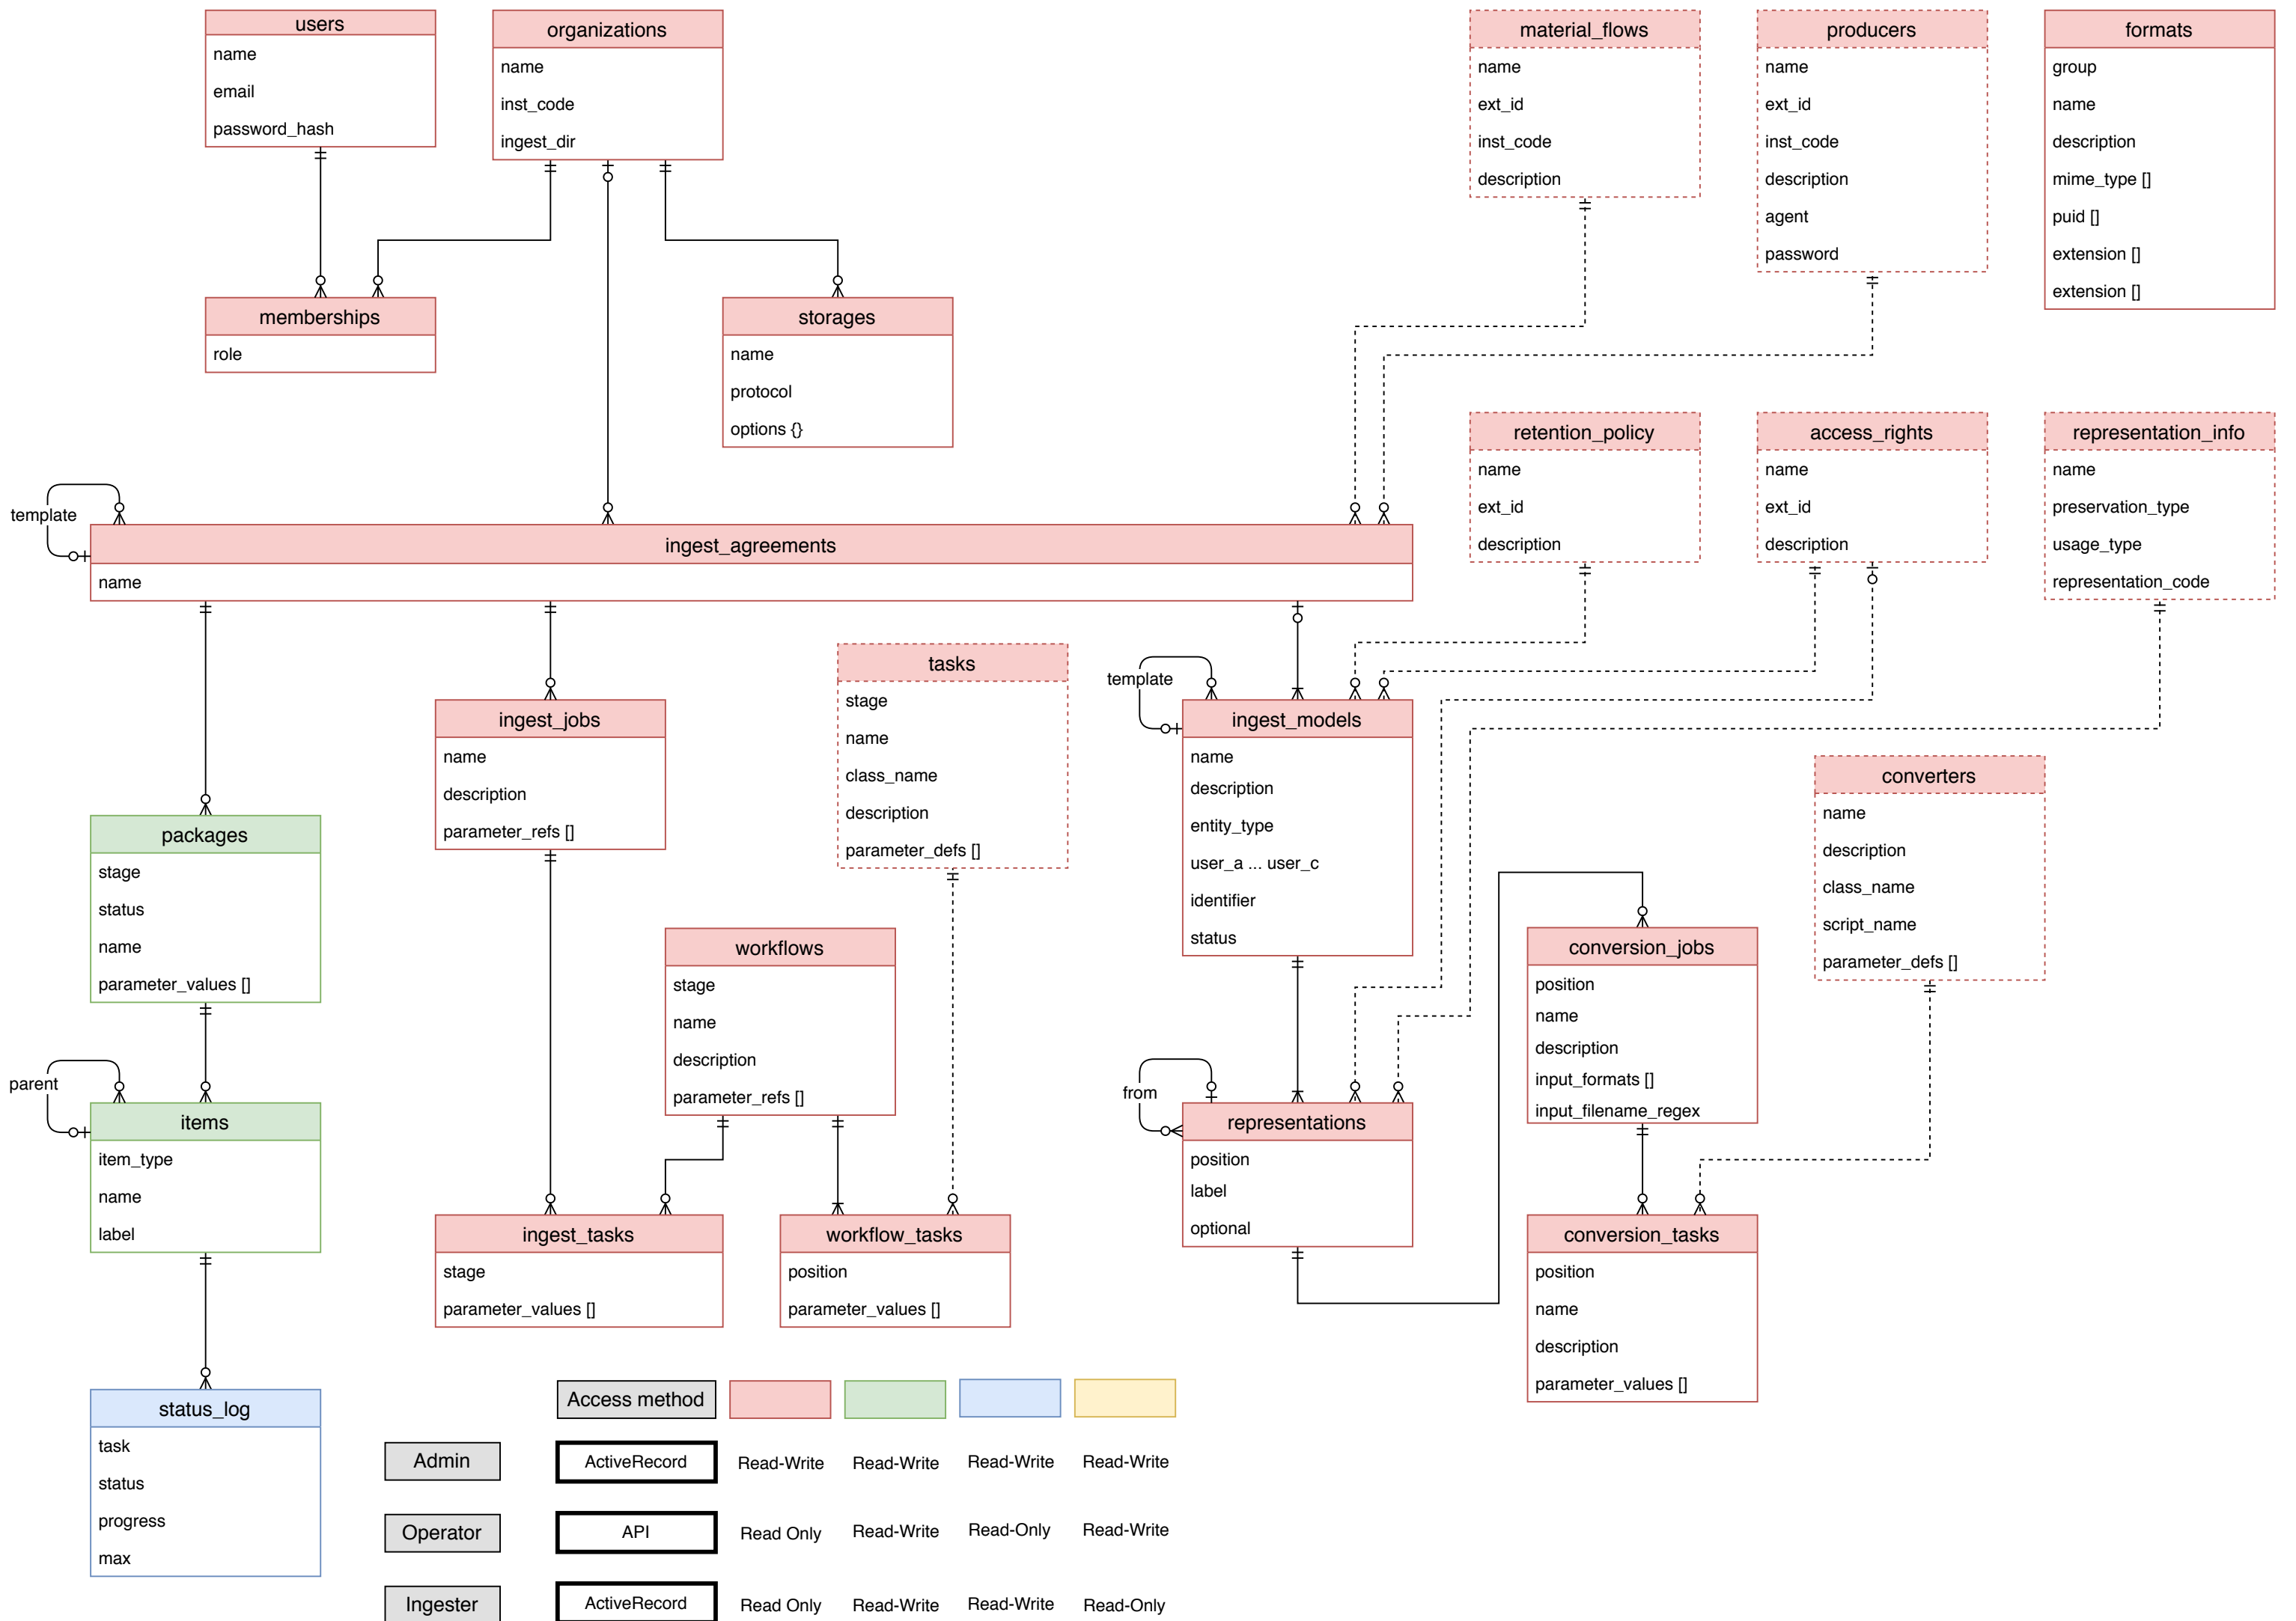 users
name
email
password_hash
organizations
name
inst_code
ingest_dir
material_flows
name
ext_id
inst_code
description
producers
name
ext_id
inst_code
description
agent
password
formats
group
name
description
mime_type []
puid []
extension []
extension []
memberships
role
storages
name
protocol
options {}
retention_policy
name
ext_id
description
access_rights
name
ext_id
description
representation_info
name
preservation_type
usage_type
representation_code
template
ingest_agreements
name
ingest_jobs
name
description
parameter_refs []
tasks
stage
name
class_name
description
parameter_defs []
template
ingest_models
name
description
entity_type
user_a ... user_c
identifier
status
converters
name
description
class_name
script_name
parameter_defs []
packages
stage
status
name
parameter_values []
workflows
stage
name
description
parameter_refs []
conversion_jobs
position
name
description
input_formats []
input_filename_regex
parent
items
item_type
name
label
from
representations
position
label
optional
ingest_tasks
stage
parameter_values []
workflow_tasks
position
parameter_values []
conversion_tasks
position
name
description
parameter_values []
status_log
task
status
progress
max
Access method
Admin
ActiveRecord
Read-Write
Read-Write
Read-Write
Read-Write
Operator
API
Read Only
Read-Write
Read-Only
Read-Write
Ingester
ActiveRecord
Read Only
Read-Write
Read-Write
Read-Only